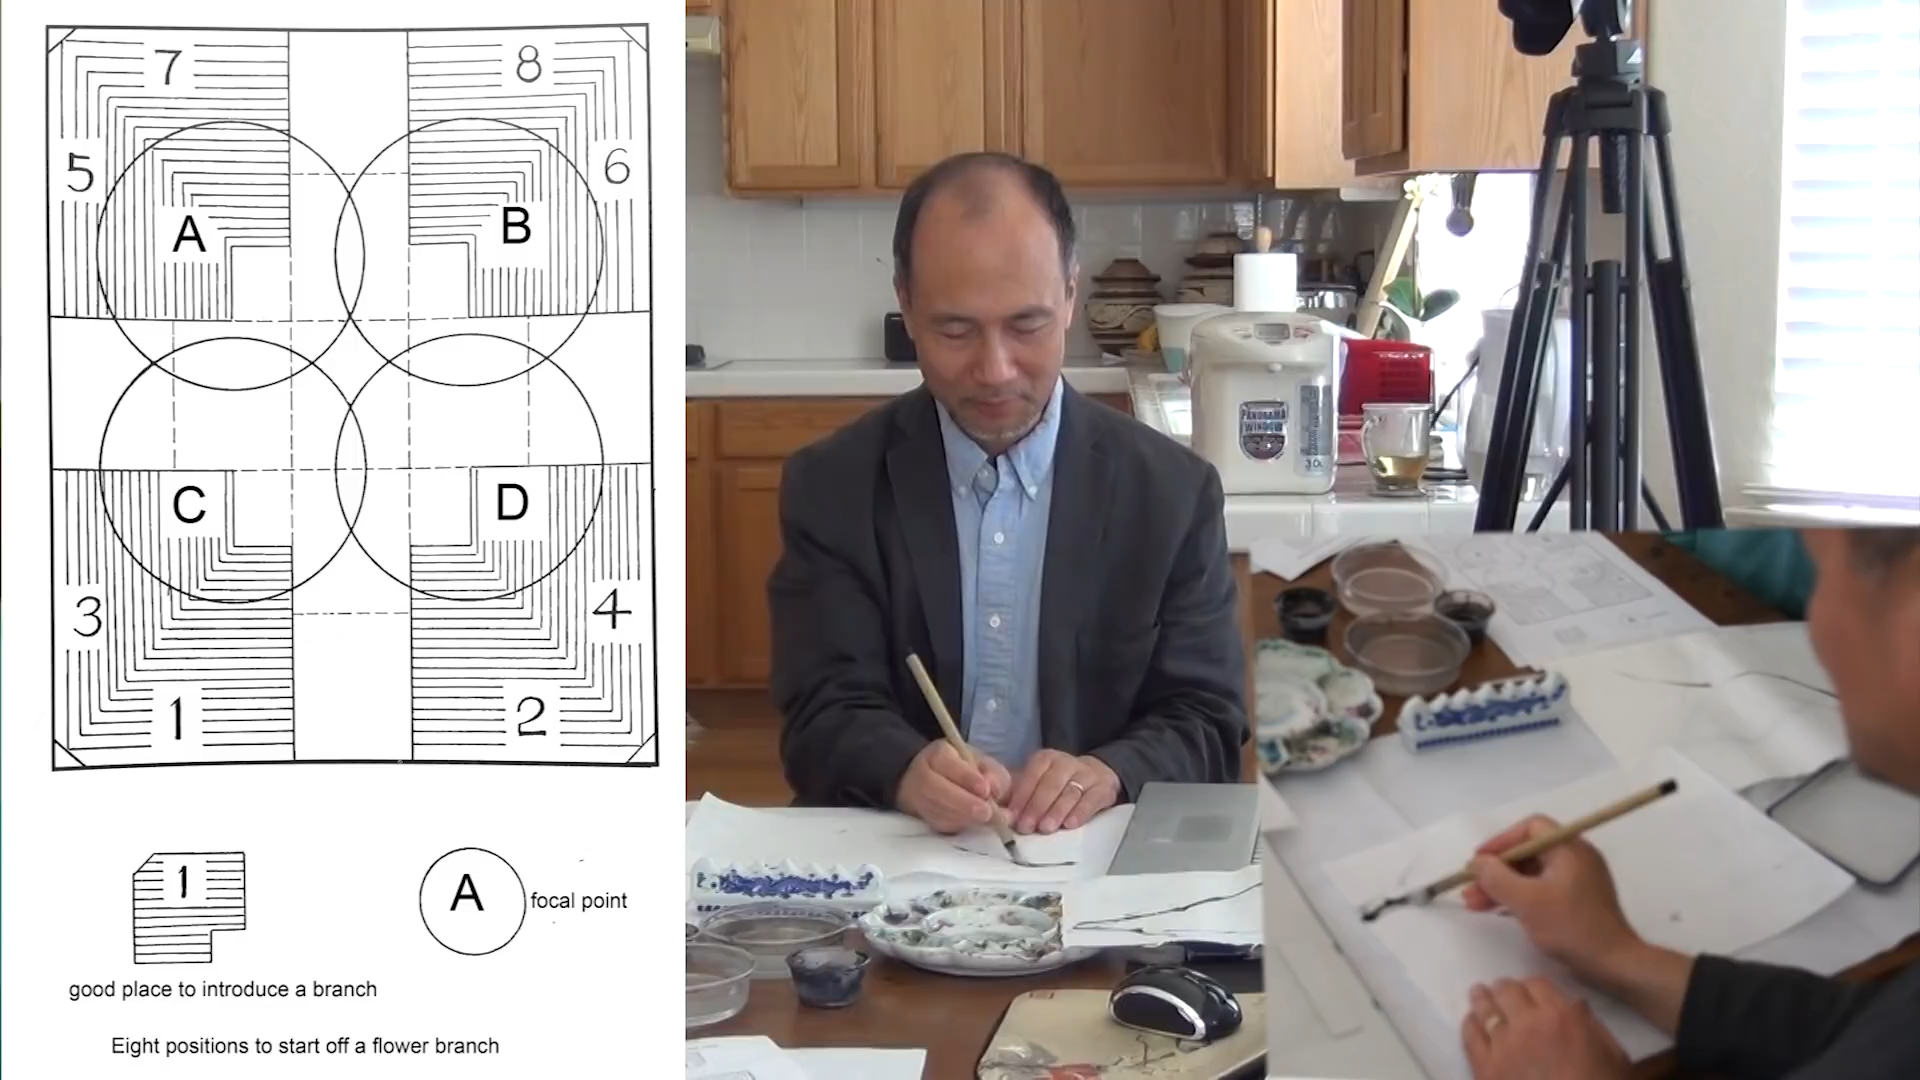 7
8
5
6
A
B
C
D
3
4
1
2
1
A
focal point
good place to introduce a branch
Eight positions to start off a flower branch
PANORAMA
WINDOW